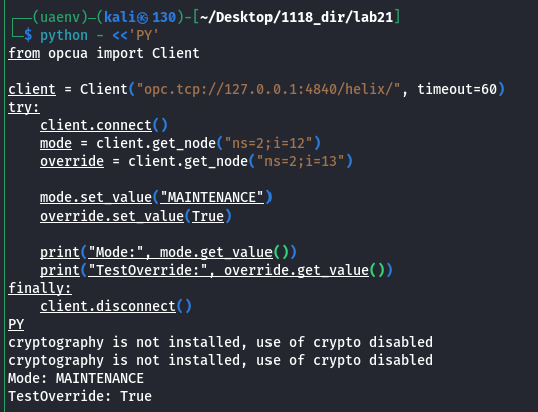 ┌──(uaenv)─(kali㉿130)-[~/Desktop/1118_dir/lab21]
└─$ python - <<'PY'
from opcua import Client

client = Client("opc.tcp://127.0.0.1:4840/helix/", timeout=60)
try:
    client.connect()
    mode = client.get_node("ns=2;i=12")
    override = client.get_node("ns=2;i=13")

    mode.set_value("MAINTENANCE")
    override.set_value(True)

    print("Mode:", mode.get_value())
    print("TestOverride:", override.get_value())
finally:
    client.disconnect()
PY
cryptography is not installed, use of crypto disabled
cryptography is not installed, use of crypto disabled
Mode: MAINTENANCE
TestOverride: True